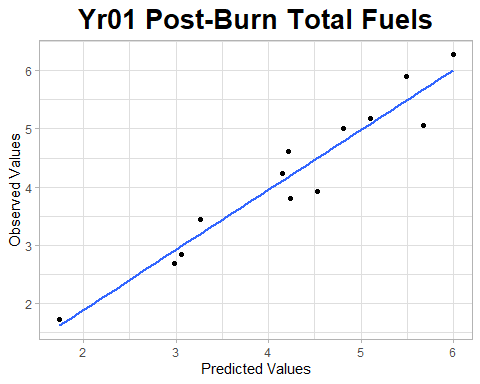 Yr01 Post-Burn Total Fuels
Observed Values
6
5
4
3
2
2 3 4 5 6
Predicted Values